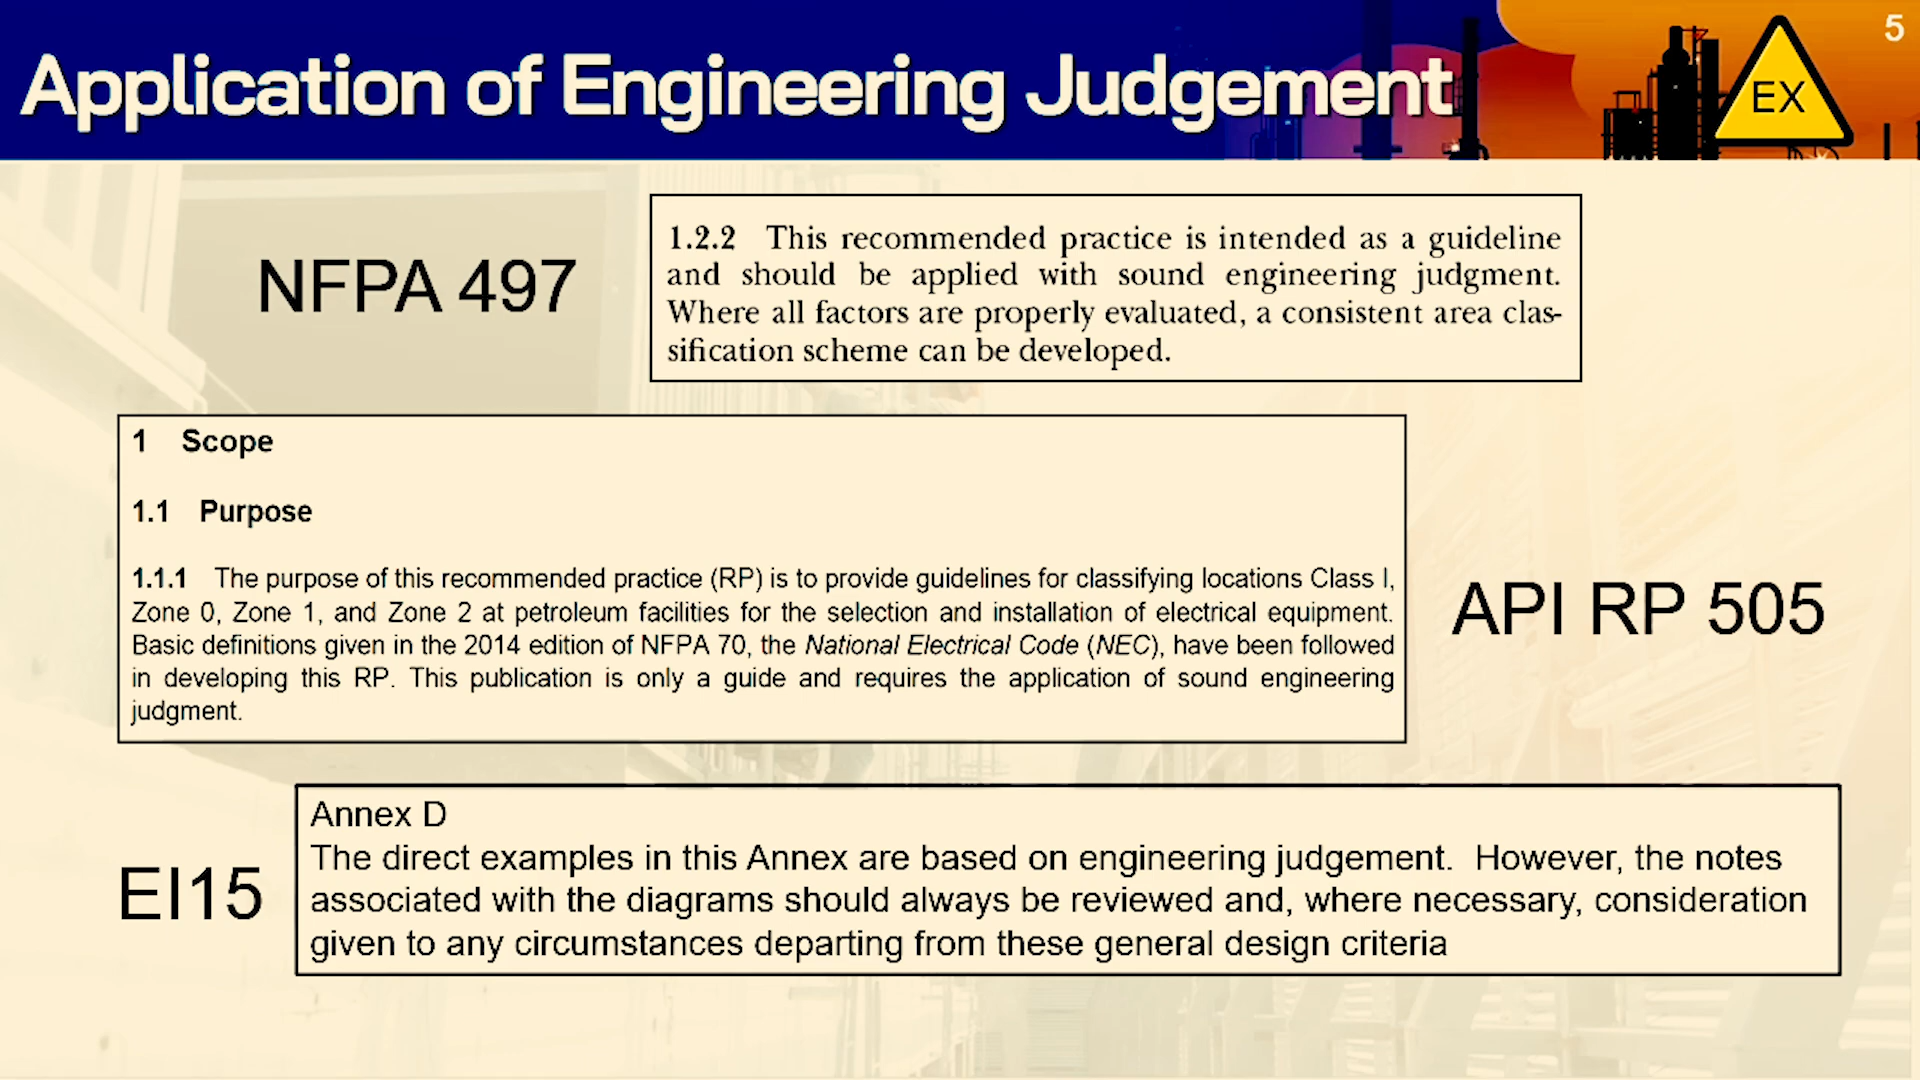 5
Application of Engineering Judgement
EX
NFPA 497
1.2.2 This recommended practice is intended as a guideline
and should be applied with sound engineering judgment.
Where all factors are properly evaluated, a consistent area clas-
sification scheme can be developed.
1 Scope
1.1 Purpose
1.1.1 The purpose of this recommended practice (RP) is to provide guidelines for classifying locations Class I,
Zone 0, Zone 1, and Zone 2 at petroleum facilities for the selection and installation of electrical equipment.
Basic definitions given in the 2014 edition of NFPA 70, the National Electrical Code (NEC), have been followed
in developing this RP. This publication is only a guide and requires the application of sound engineering
judgment.
API RP 505
EI15
Annex D
The direct examples in this Annex are based on engineering judgement. However, the notes
associated with the diagrams should always be reviewed and, where necessary, consideration
given to any circumstances departing from these general design criteria